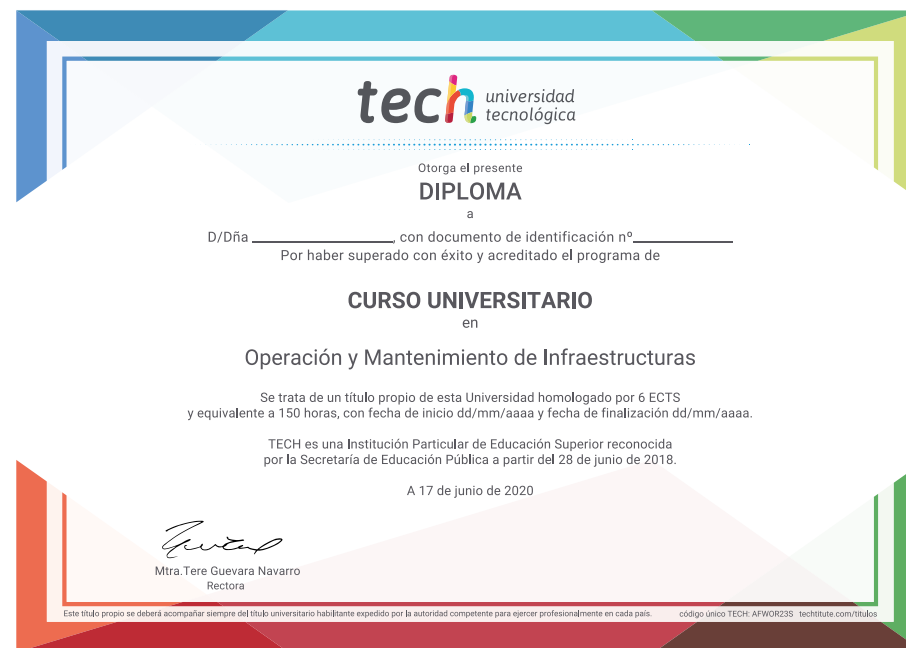 tech universidad
tecnológica
Otorga el presente
DIPLOMA
a
D/Dña ____________________, con documento de identificación nº______________
Por haber superado con éxito y acreditado el programa de
CURSO UNIVERSITARIO
en
Operación y Mantenimiento de Infraestructuras
Se trata de un título propio de esta Universidad homologado por 6 ECTS
y equivalente a 150 horas, con fecha de inicio dd/mm/aaaa y fecha de finalización dd/mm/aaaa.
TECH es una Institución Particular de Educación Superior reconocida
por la Secretaría de Educación Pública a partir del 28 de junio de 2018.
A 17 de junio de 2020
Mtra.Tere Guevara Navarro
Rectora
Este título propio se deberá acompañar siempre del título universitario habilitante expedido por la autoridad competente para ejercer profesionalmente en cada país. código único TECH: AFWOR23S techtitute.com/titulos